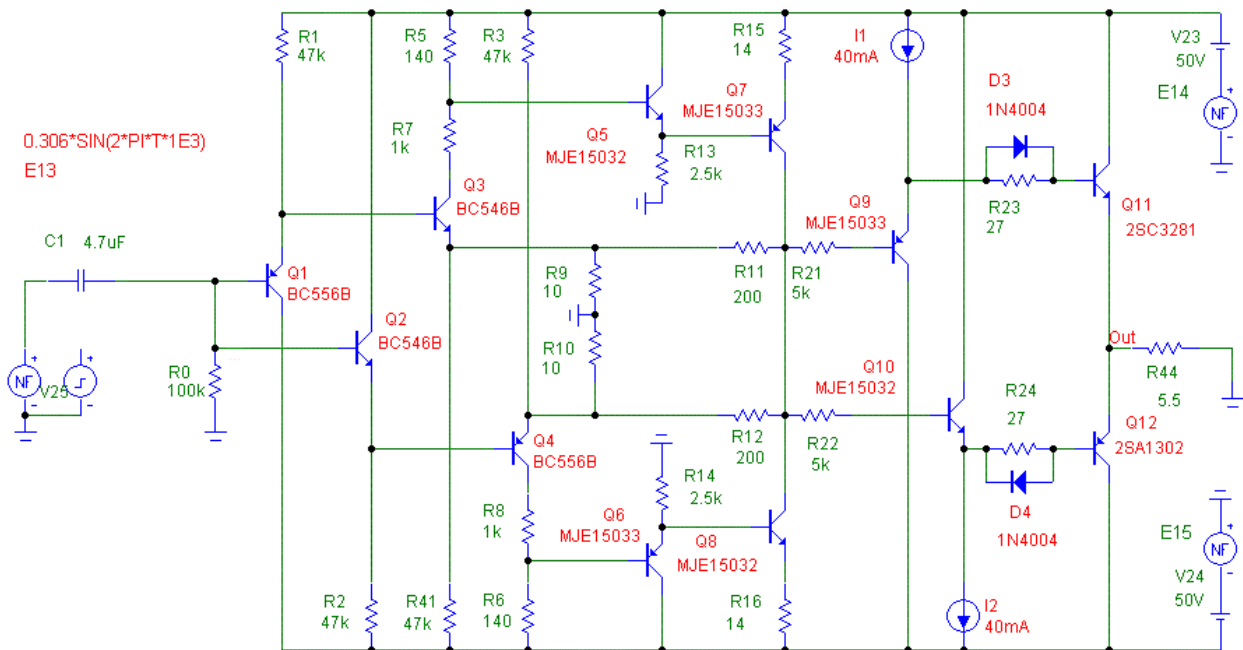 R1
47k
R5
140
R3
47k
R15
14
I1
40mA
V23
50V
E14
NF
D3
1N4004
Q7
MJE15033
R7
1k
Q5
MJE15032
R13
2.5k
0.306*SIN(2*PI*T*1E3)
E13
Q3
BC546B
Q9
MJE15033
R23
27
Q11
2SC3281
C1
4.7uF
Q1
BC556B
R9
10
R11
200
R21
5k
Q2
BC546B
R10
10
Out
R44
5.5
NF
V25
R0
100k
Q10
MJE15032
R24
27
Q12
2SA1302
Q4
BC556B
R12
200
R22
5k
R14
2.5k
R8
1k
Q6
MJE15033
Q8
MJE15032
D4
1N4004
E15
NF
V24
50V
R2
47k
R41
47k
R6
140
R16
14
I2
40mA